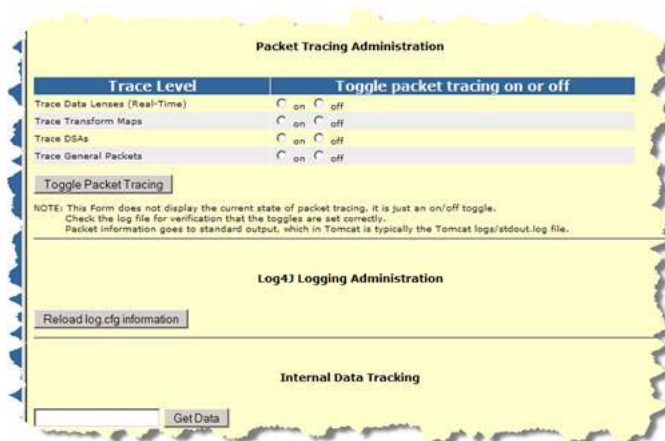 Packet Tracing Administration
Trace Level Toggle packet tracing on or off
Trace Data Lenses (Real-Time) on off
Trace Transform Maps on off
Trace DSAs on off
Trace General Packets on off
Toggle Packet Tracing
NOTE: This Form does not display the current state of packet tracing, it is just an on/off toggle.
Check the log file for verification that the toggles are set correctly.
Packet information goes to standard output, which in Tomcat is typically the Tomcat logs/stdout.log file.
Log4J Logging Administration
Reload log.cfg information
Internal Data Tracking
Get Data